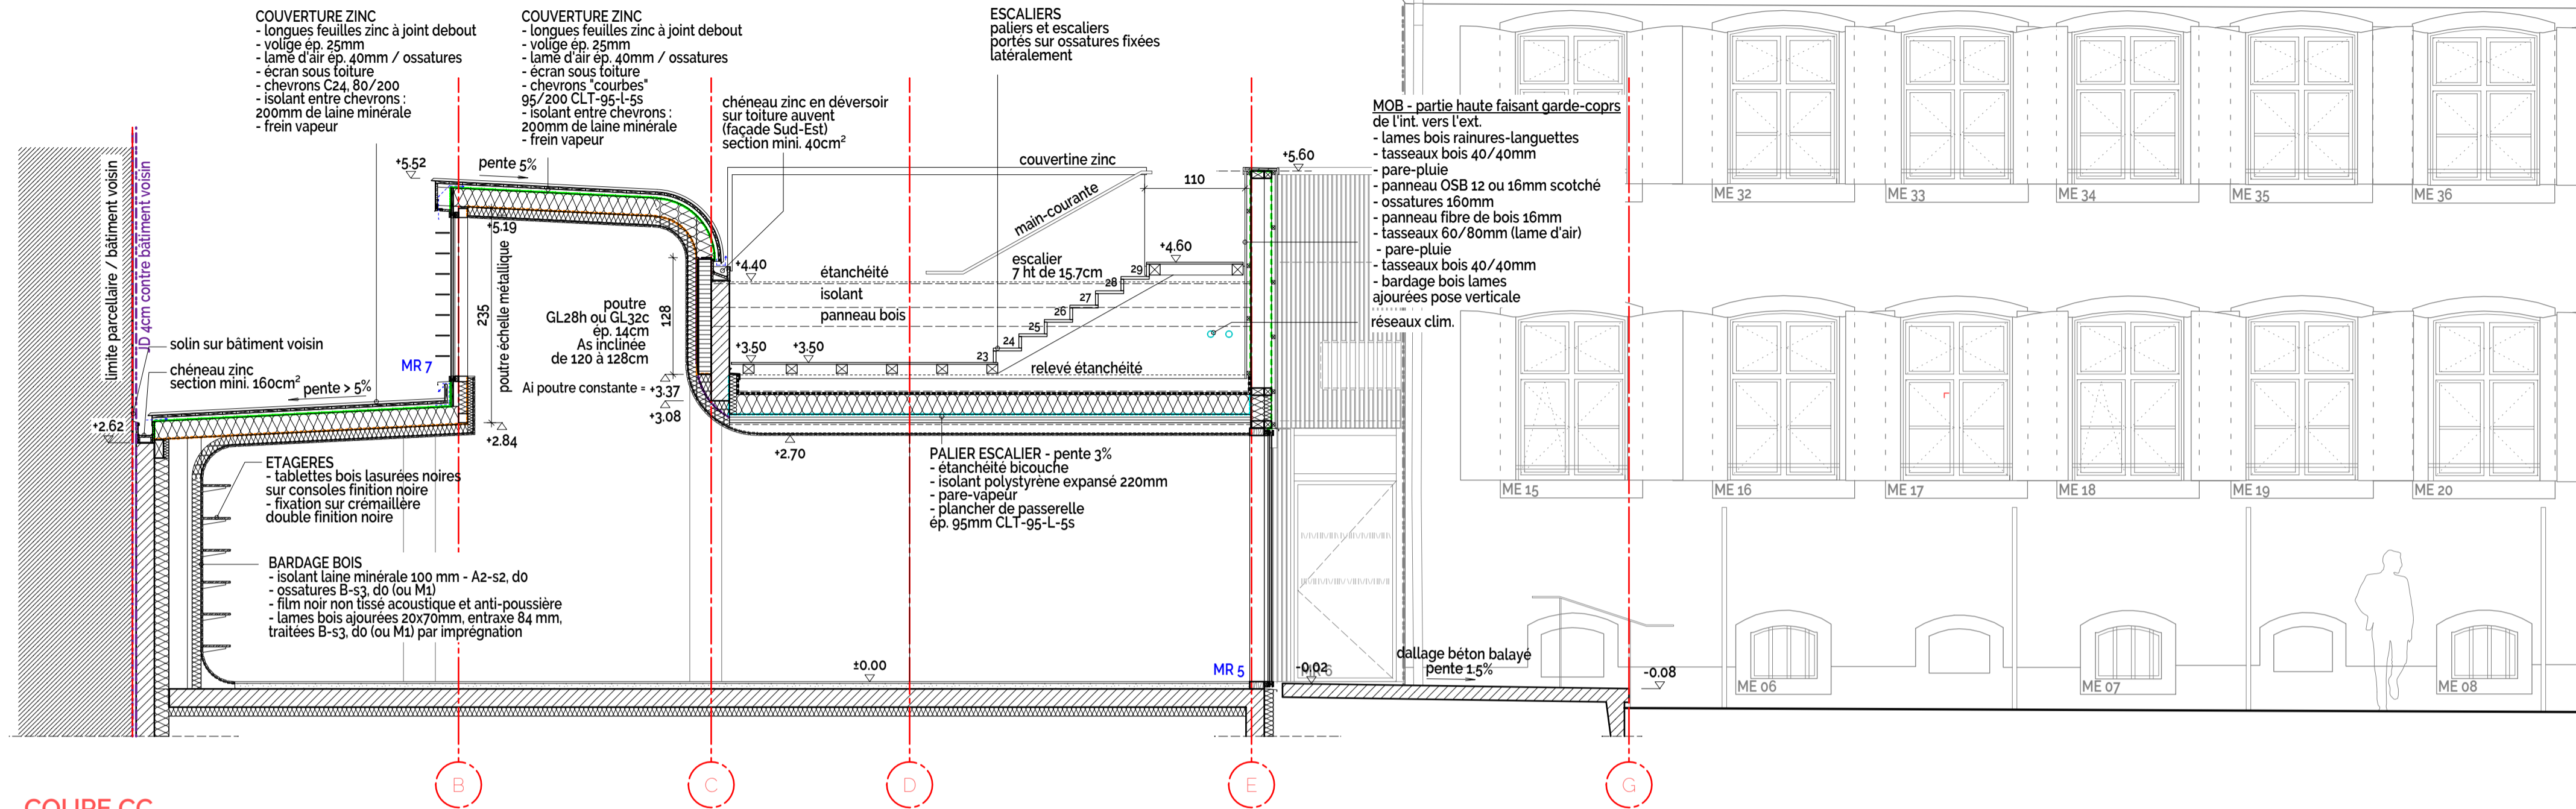 COUVERTURE ZINC
- longues feuilles zinc à joint debout
- volige ép. 25mm
- lame d'air ép. 40mm / ossatures
- écran sous toiture
- chevrons C24, 80/200
- isolant entre chevrons :
200mm de laine minérale
- frein vapeur
COUVERTURE ZINC
- longues feuilles zinc à joint debout
- volige ép. 25mm
- lame d'air ép. 40mm / ossatures
- écran sous toiture
- chevrons "courbes"
95/200 CLT-95-l-5s
- isolant entre chevrons :
200mm de laine minérale
- frein vapeur
chéneau zinc en déversoir
sur toiture auvent
(façade Sud-Est)
section mini. 40cm²
ESCALIERS
paliers et escaliers
portés sur ossatures fixées
latéralement
MOB - partie haute faisant garde-coprs
de l'int. vers l'ext.
- lames bois rainures-languettes
- tasseaux bois 40/40mm
- pare-pluie
- panneau OSB 12 ou 16mm scotché
- ossatures 160mm
- panneau fibre de bois 16mm
- tasseaux 60/80mm (lame d'air)
- pare-pluie
- tasseaux bois 40/40mm
- bardage bois lames
ajourées pose verticale
réseaux clim.
limite parcellaire / bâtiment voisin
JD 4cm contre bâtiment voisin
+5.52
pente 5%
+5.19
235
poutre échelle métallique
MR 7
solin sur bâtiment voisin
chéneau zinc
section mini. 160cm²
pente > 5%
+2.62
+2.84
poutre
GL28h ou GL32c
ép. 14cm
As inclinée
de 120 à 128cm
128
Ai poutre constante = +3.37
+3.08
+4.40
couvertine zinc
main-courante
110
+5.60
+4.60
escalier
7 ht de 15.7cm
étanchéité
isolant
panneau bois
29
28
27
26
25
24
23
+3.50
+3.50
relevé étanchéité
+2.70
PALIER ESCALIER - pente 3%
- étanchéité bicouche
- isolant polystyrène expansé 220mm
- pare-vapeur
- plancher de passerelle
ép. 95mm CLT-95-L-5s
ETAGERES
- tablettes bois lasurées noires
sur consoles finition noire
- fixation sur crémaillère
double finition noire
BARDAGE BOIS
- isolant laine minérale 100 mm - A2-s2, d0
- ossatures B-s3, d0 (ou M1)
- film noir non tissé acoustique et anti-poussière
- lames bois ajourées 20x70mm, entraxe 84 mm,
traitées B-s3, d0 (ou M1) par imprégnation
±0.00
MR 5
-0.02
dallage béton balayé
pente 1.5%
-0.08
ME 32
ME 33
ME 34
ME 35
ME 36
ME 15
ME 16
ME 17
ME 18
ME 19
ME 20
ME 06
ME 07
ME 08
B
C
D
E
G
COUPE CC